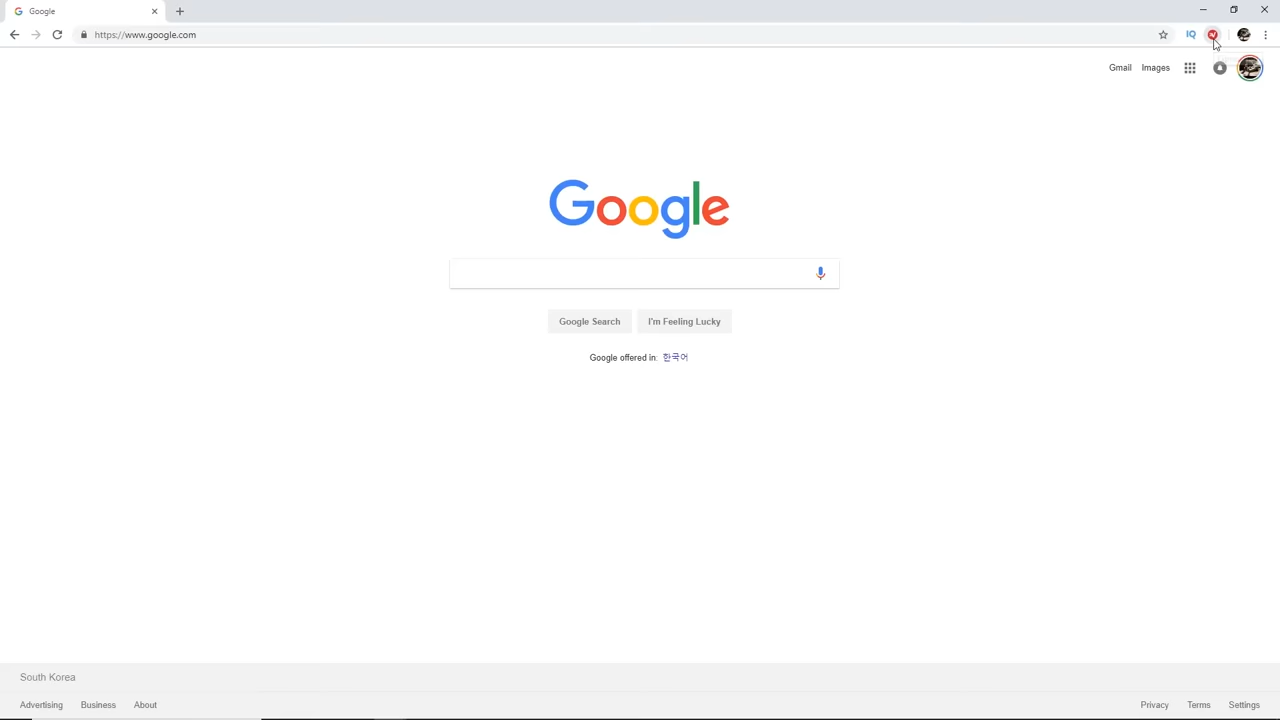 Google
https://www.google.com
IQ
Gmail Images
Google
Google Search I'm Feeling Lucky
Google offered in: 한국어
South Korea
Advertising Business About
Privacy Terms Settings